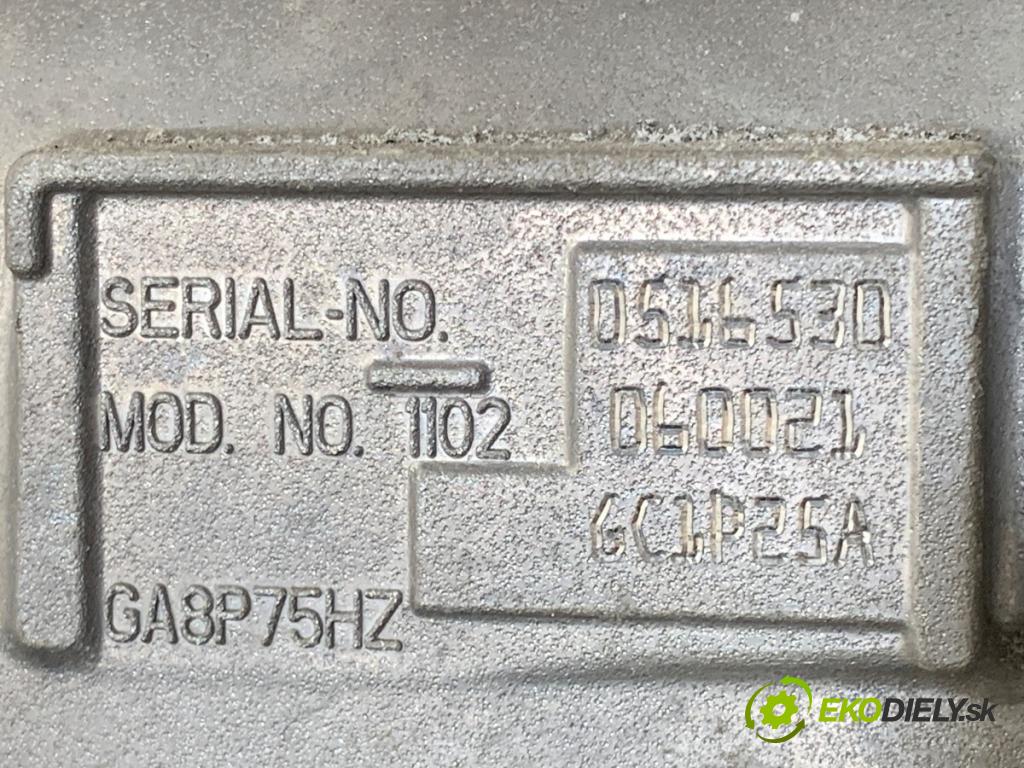 SERIAL-NO. 0516530
MOD. NO. 1102 060021
6C1P25A
GA8P75HZ
EKODIELY.sk